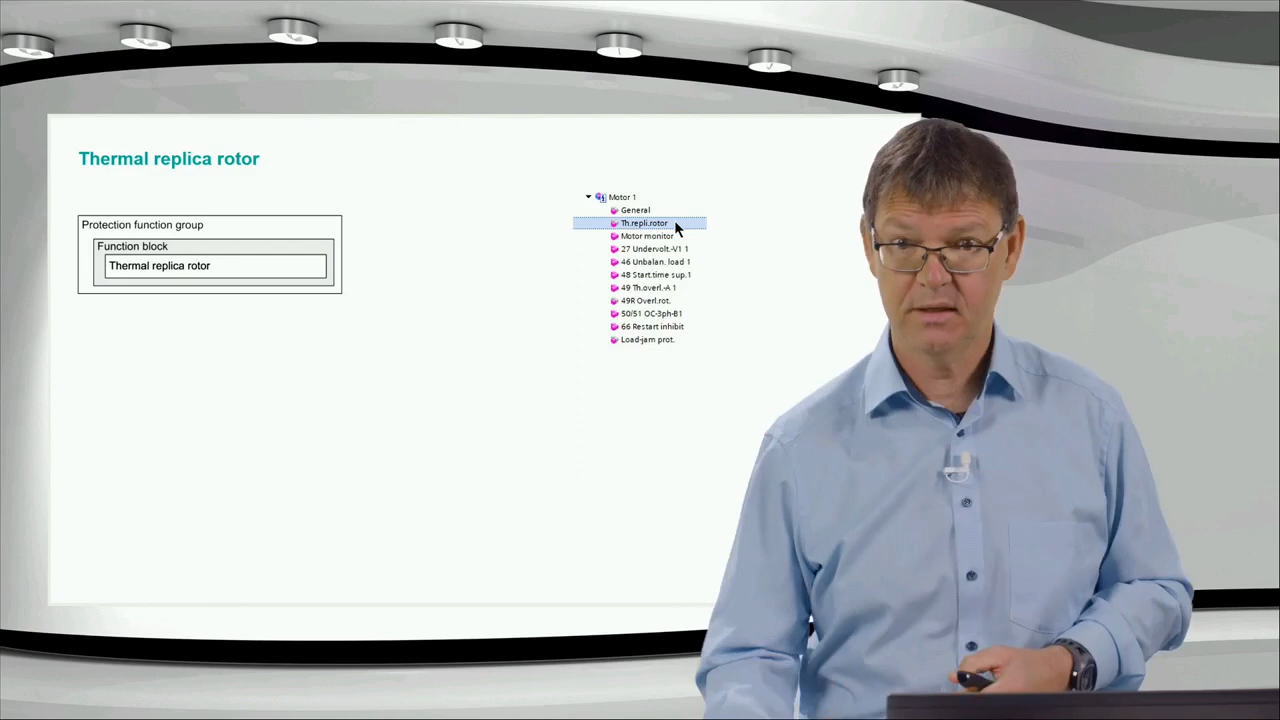 Thermal replica rotor
Protection function group
Function block
Thermal replica rotor
Motor 1
General
Th.repli.rotor
Motor monitor
27 Undervolt.-V1 1
46 Unbalan. load 1
48 Start.time sup.1
49 Th.overl.-A 1
49R Overl.rot.
50/51 OC-3ph-B1
66 Restart inhibit
Load-jam prot.